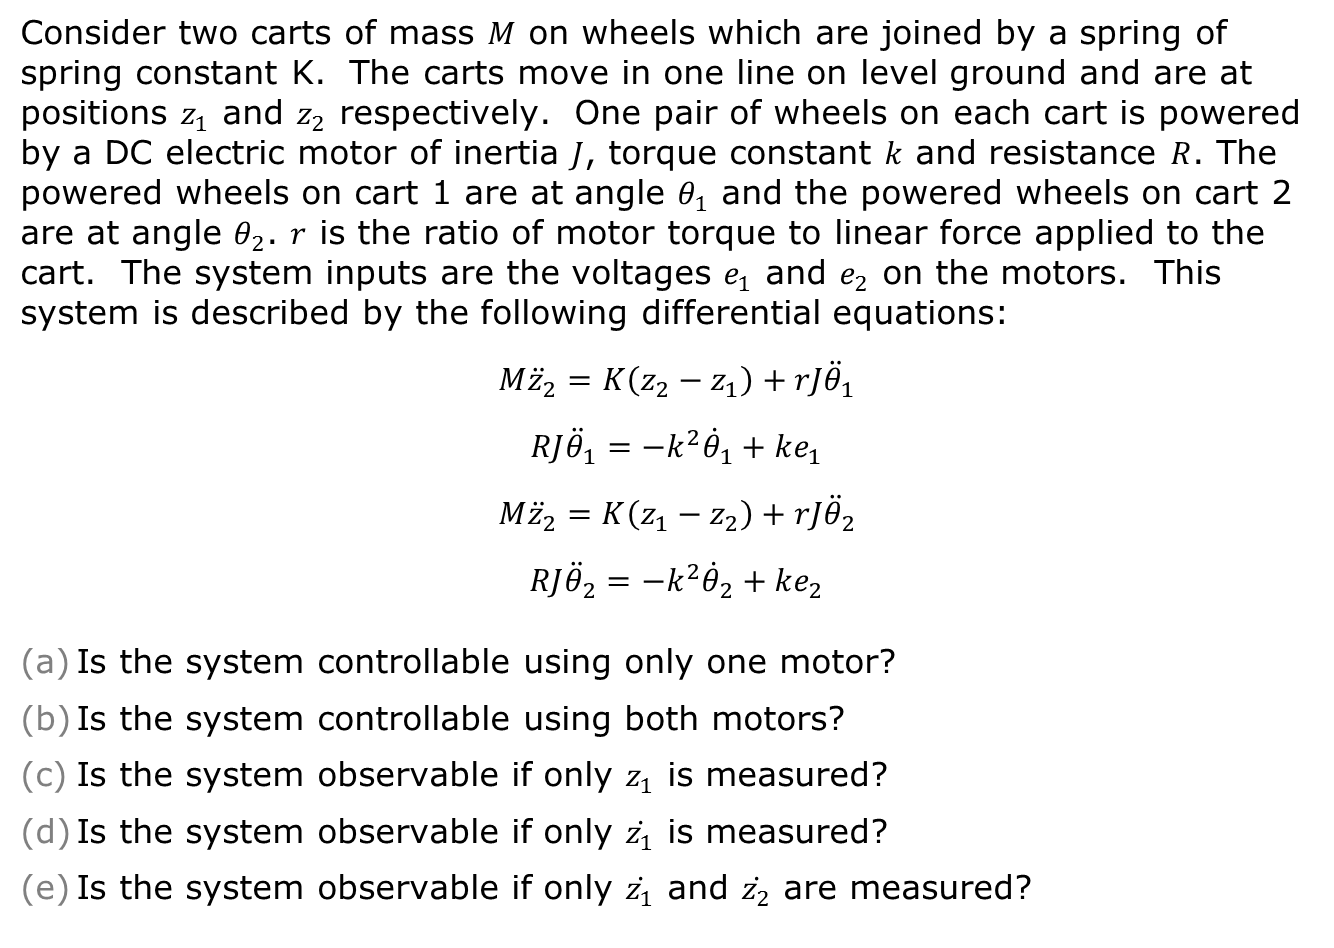 Consider two carts of mass M on wheels which are joined by a spring of
spring constant K. The carts move in one line on level ground and are at
positions z₁ and z₂ respectively. One pair of wheels on each cart is powered
by a DC electric motor of inertia J, torque constant k and resistance R. The
powered wheels on cart 1 are at angle θ₁ and the powered wheels on cart 2
are at angle θ₂. r is the ratio of motor torque to linear force applied to the
cart. The system inputs are the voltages e₁ and e₂ on the motors. This
system is described by the following differential equations:
Mz̈₂ = K(z₂ − z₁) + rJθ̈₁
RJθ̈₁ = −k²θ̇₁ + ke₁
Mz̈₂ = K(z₁ − z₂) + rJθ̈₂
RJθ̈₂ = −k²θ̇₂ + ke₂
(a) Is the system controllable using only one motor?
(b) Is the system controllable using both motors?
(c) Is the system observable if only z₁ is measured?
(d) Is the system observable if only ż₁ is measured?
(e) Is the system observable if only ż₁ and ż₂ are measured?